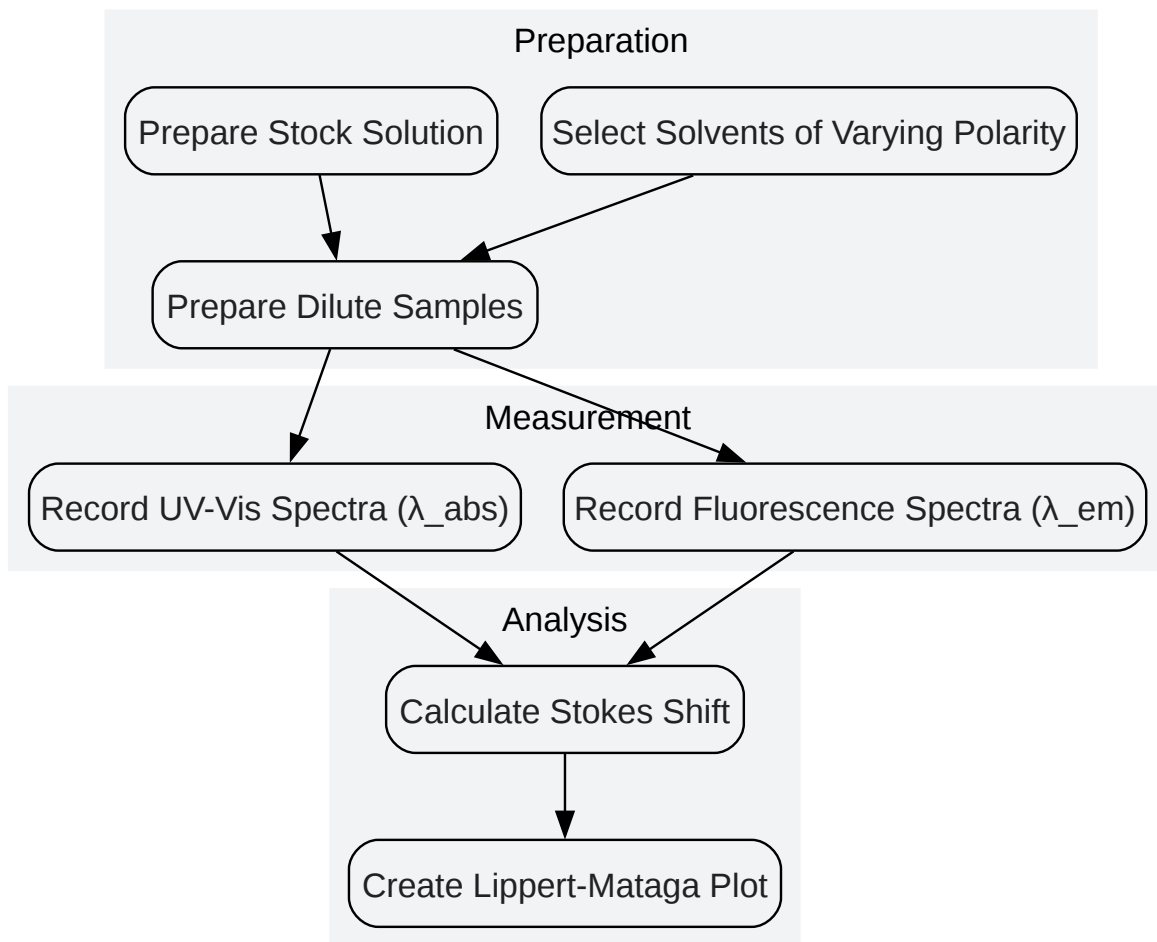 Preparation
Prepare Stock Solution
Select Solvents of Varying Polarity
Prepare Dilute Samples
Measurement
Record UV-Vis Spectra (λ_abs)
Record Fluorescence Spectra (λ_em)
Analysis
Calculate Stokes Shift
Create Lippert-Mataga Plot